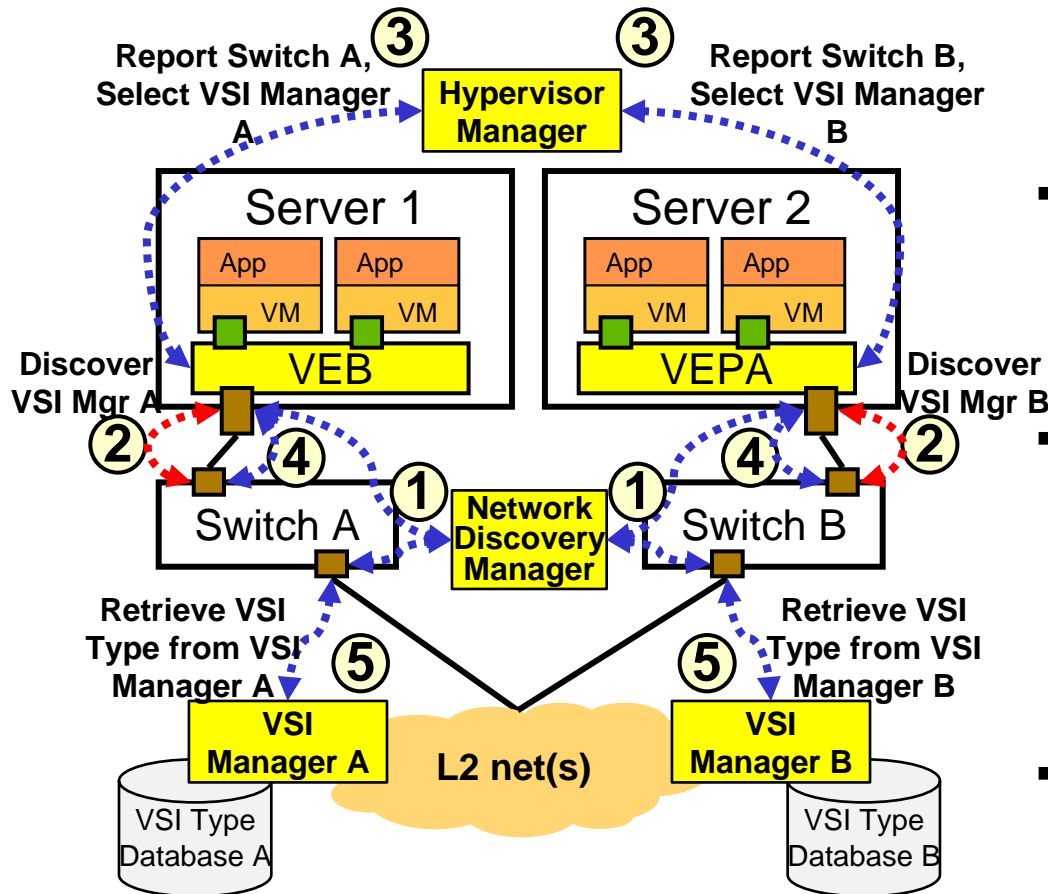 3
3
Report Switch A,
Select VSI Manager
A
Hypervisor
Manager
Report Switch B,
Select VSI Manager
B
Server 1
App
App
VM
VM
VEB
Server 2
App
App
VM
VM
VEPA
Discover
VSI Mgr A
2
4
1
Discover
VSI Mgr B
1
4
2
Switch A
Network
Discovery
Manager
Switch B
Retrieve VSI
Type from VSI
Manager A
5
Retrieve VSI
Type from VSI
Manager B
5
VSI
Manager A
L2 net(s)
VSI
Manager B
VSI Type
Database A
VSI Type
Database B